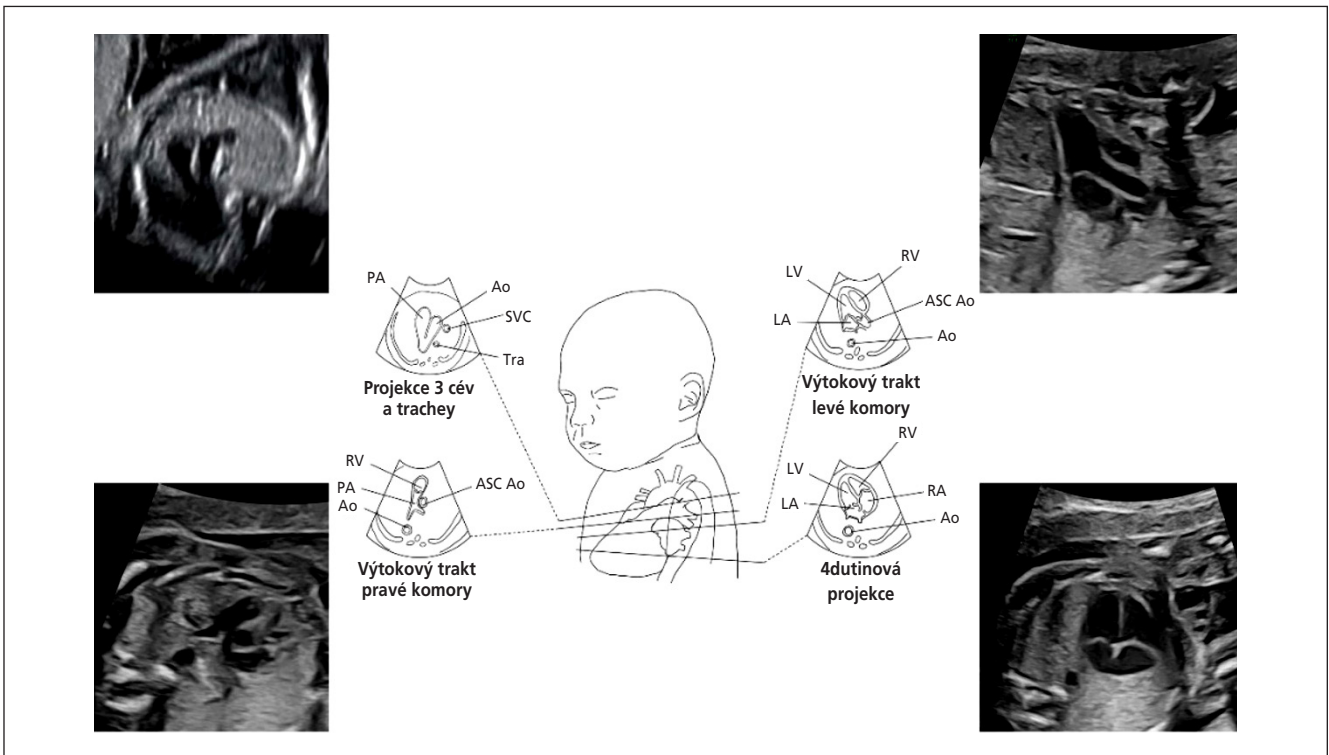 PA
Ao
SVC
Tra
Projekce 3 cév
a trachey
RV
PA
ASC Ao
Ao
Výtokový trakt
pravé komory
LV
RV
ASC Ao
LA
Ao
Výtokový trakt
levé komory
RV
LV
RA
LA
Ao
4dutinová
projekce